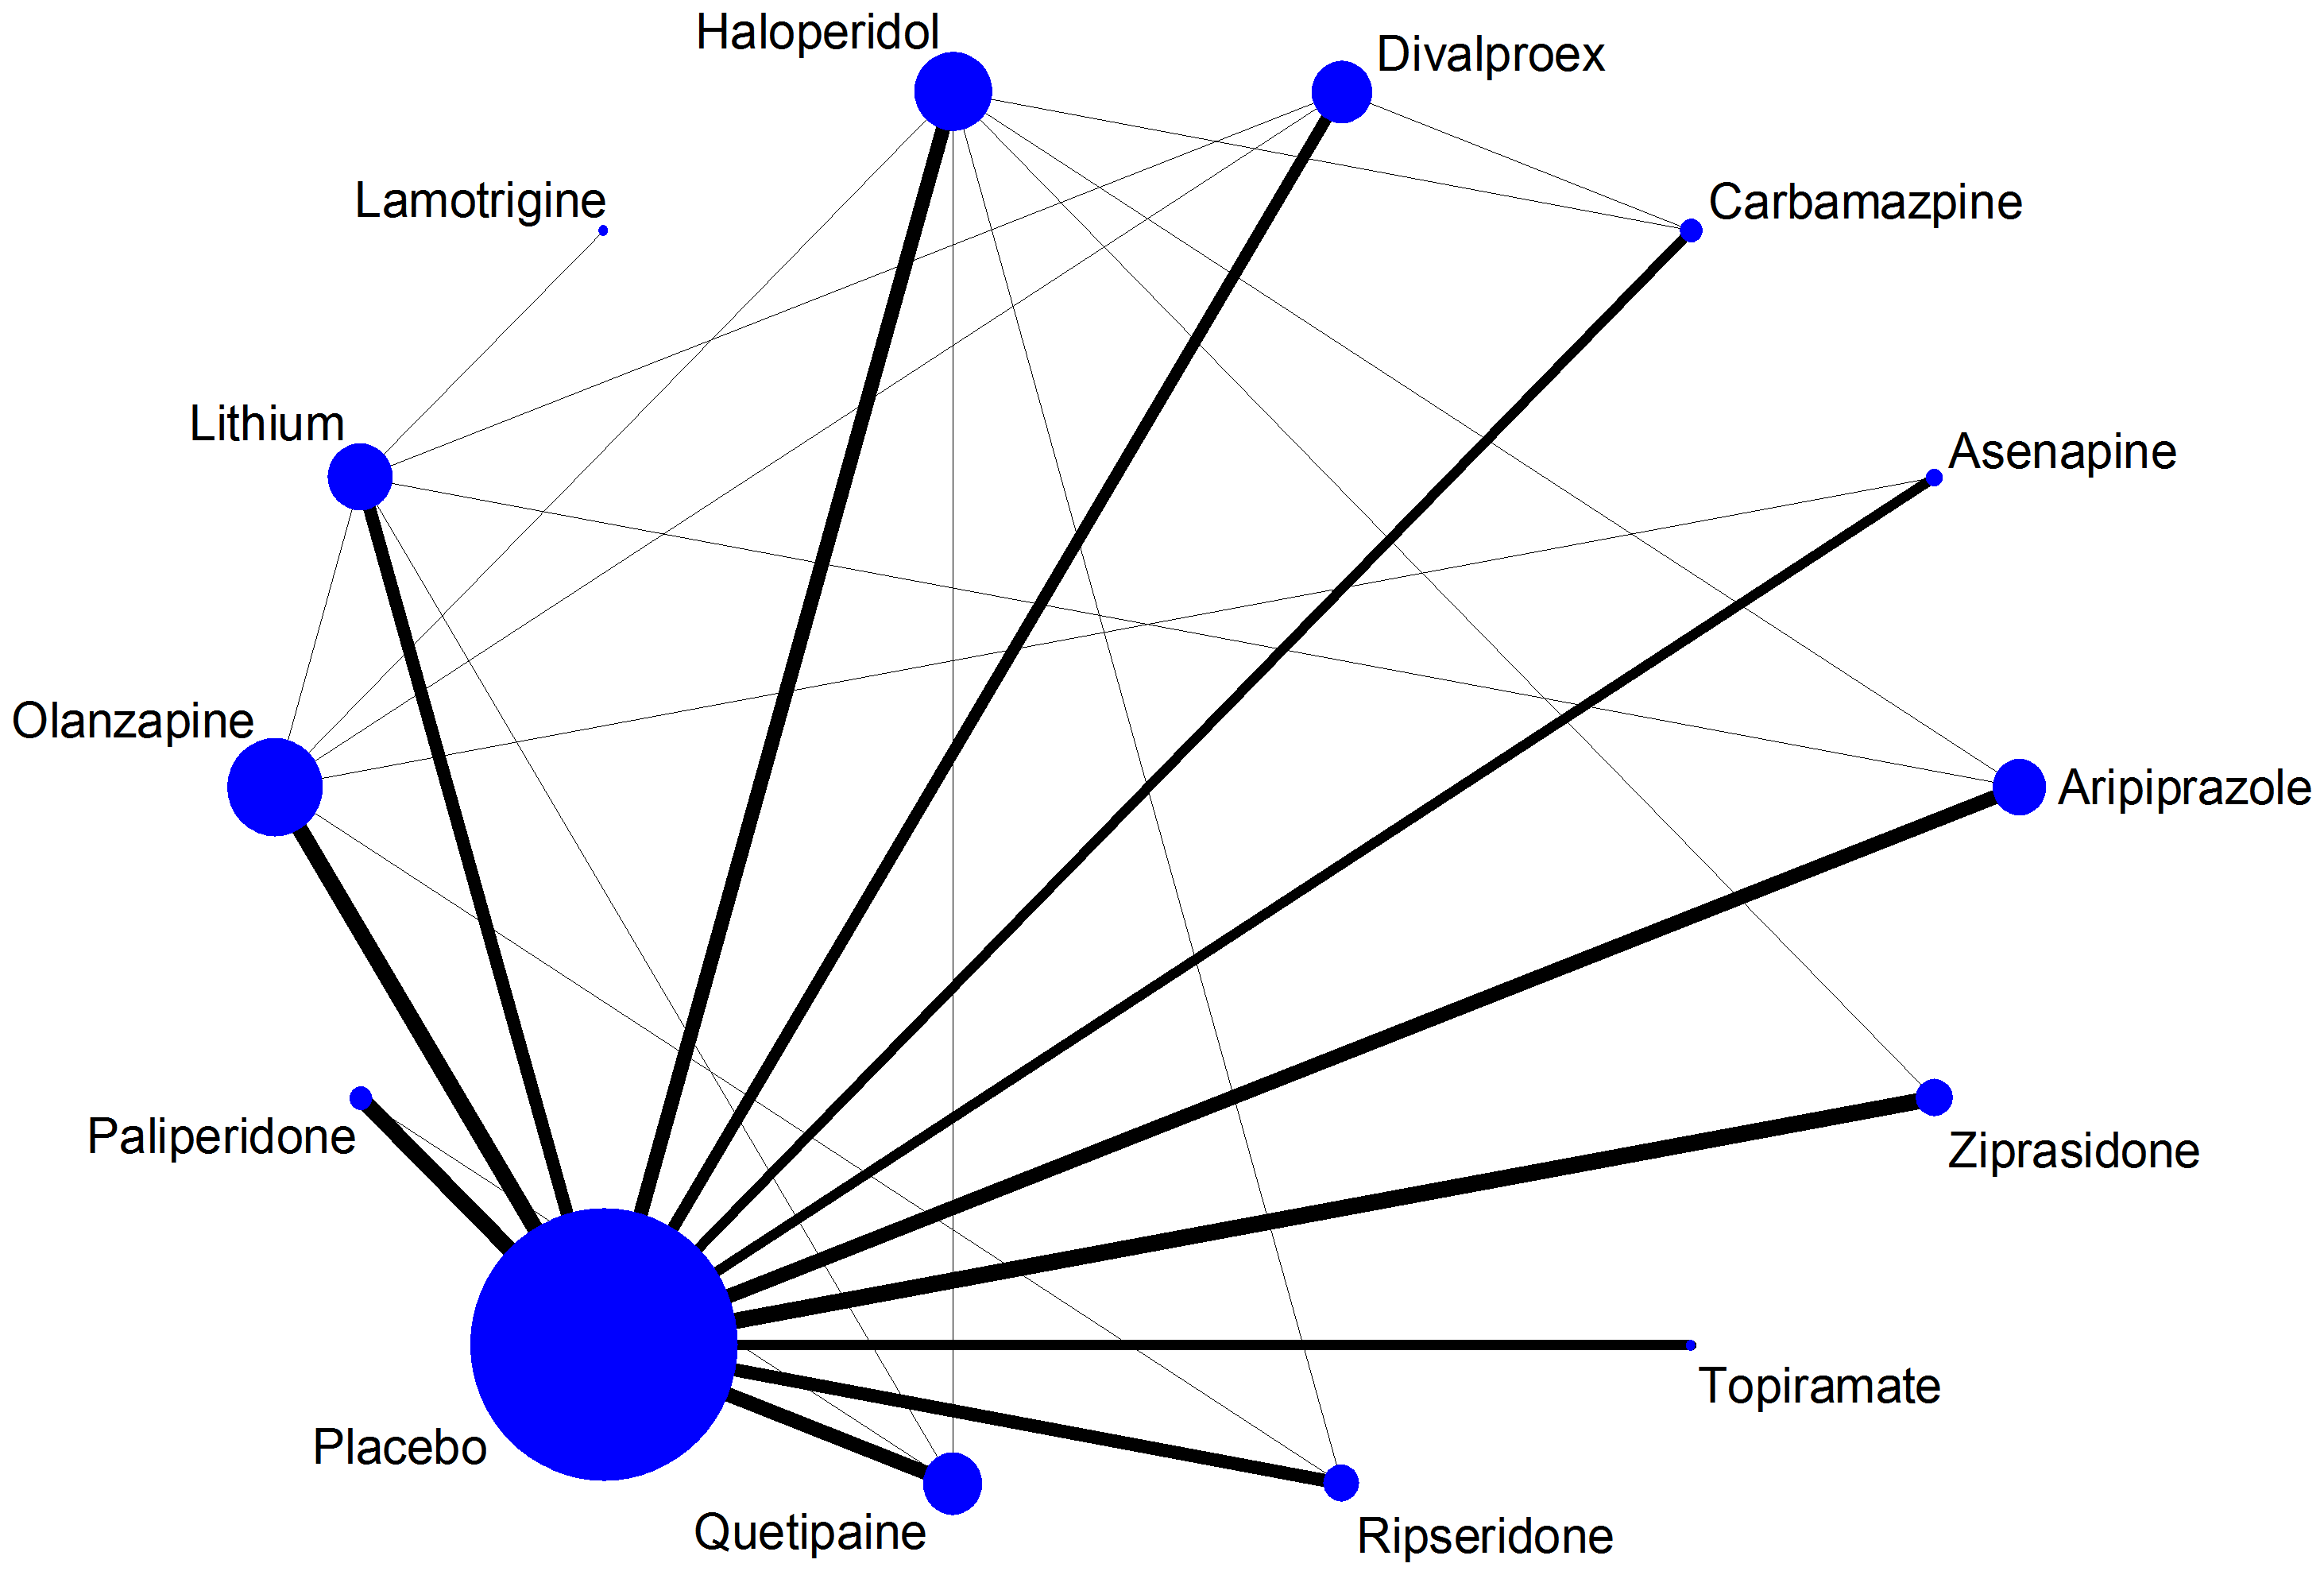 Haloperidol
Divalproex
Lamotrigine
Carbamazpine
Lithium
Asenapine
Olanzapine
Aripiprazole
Paliperidone
Ziprasidone
Topiramate
Placebo
Quetipaine
Ripseridone